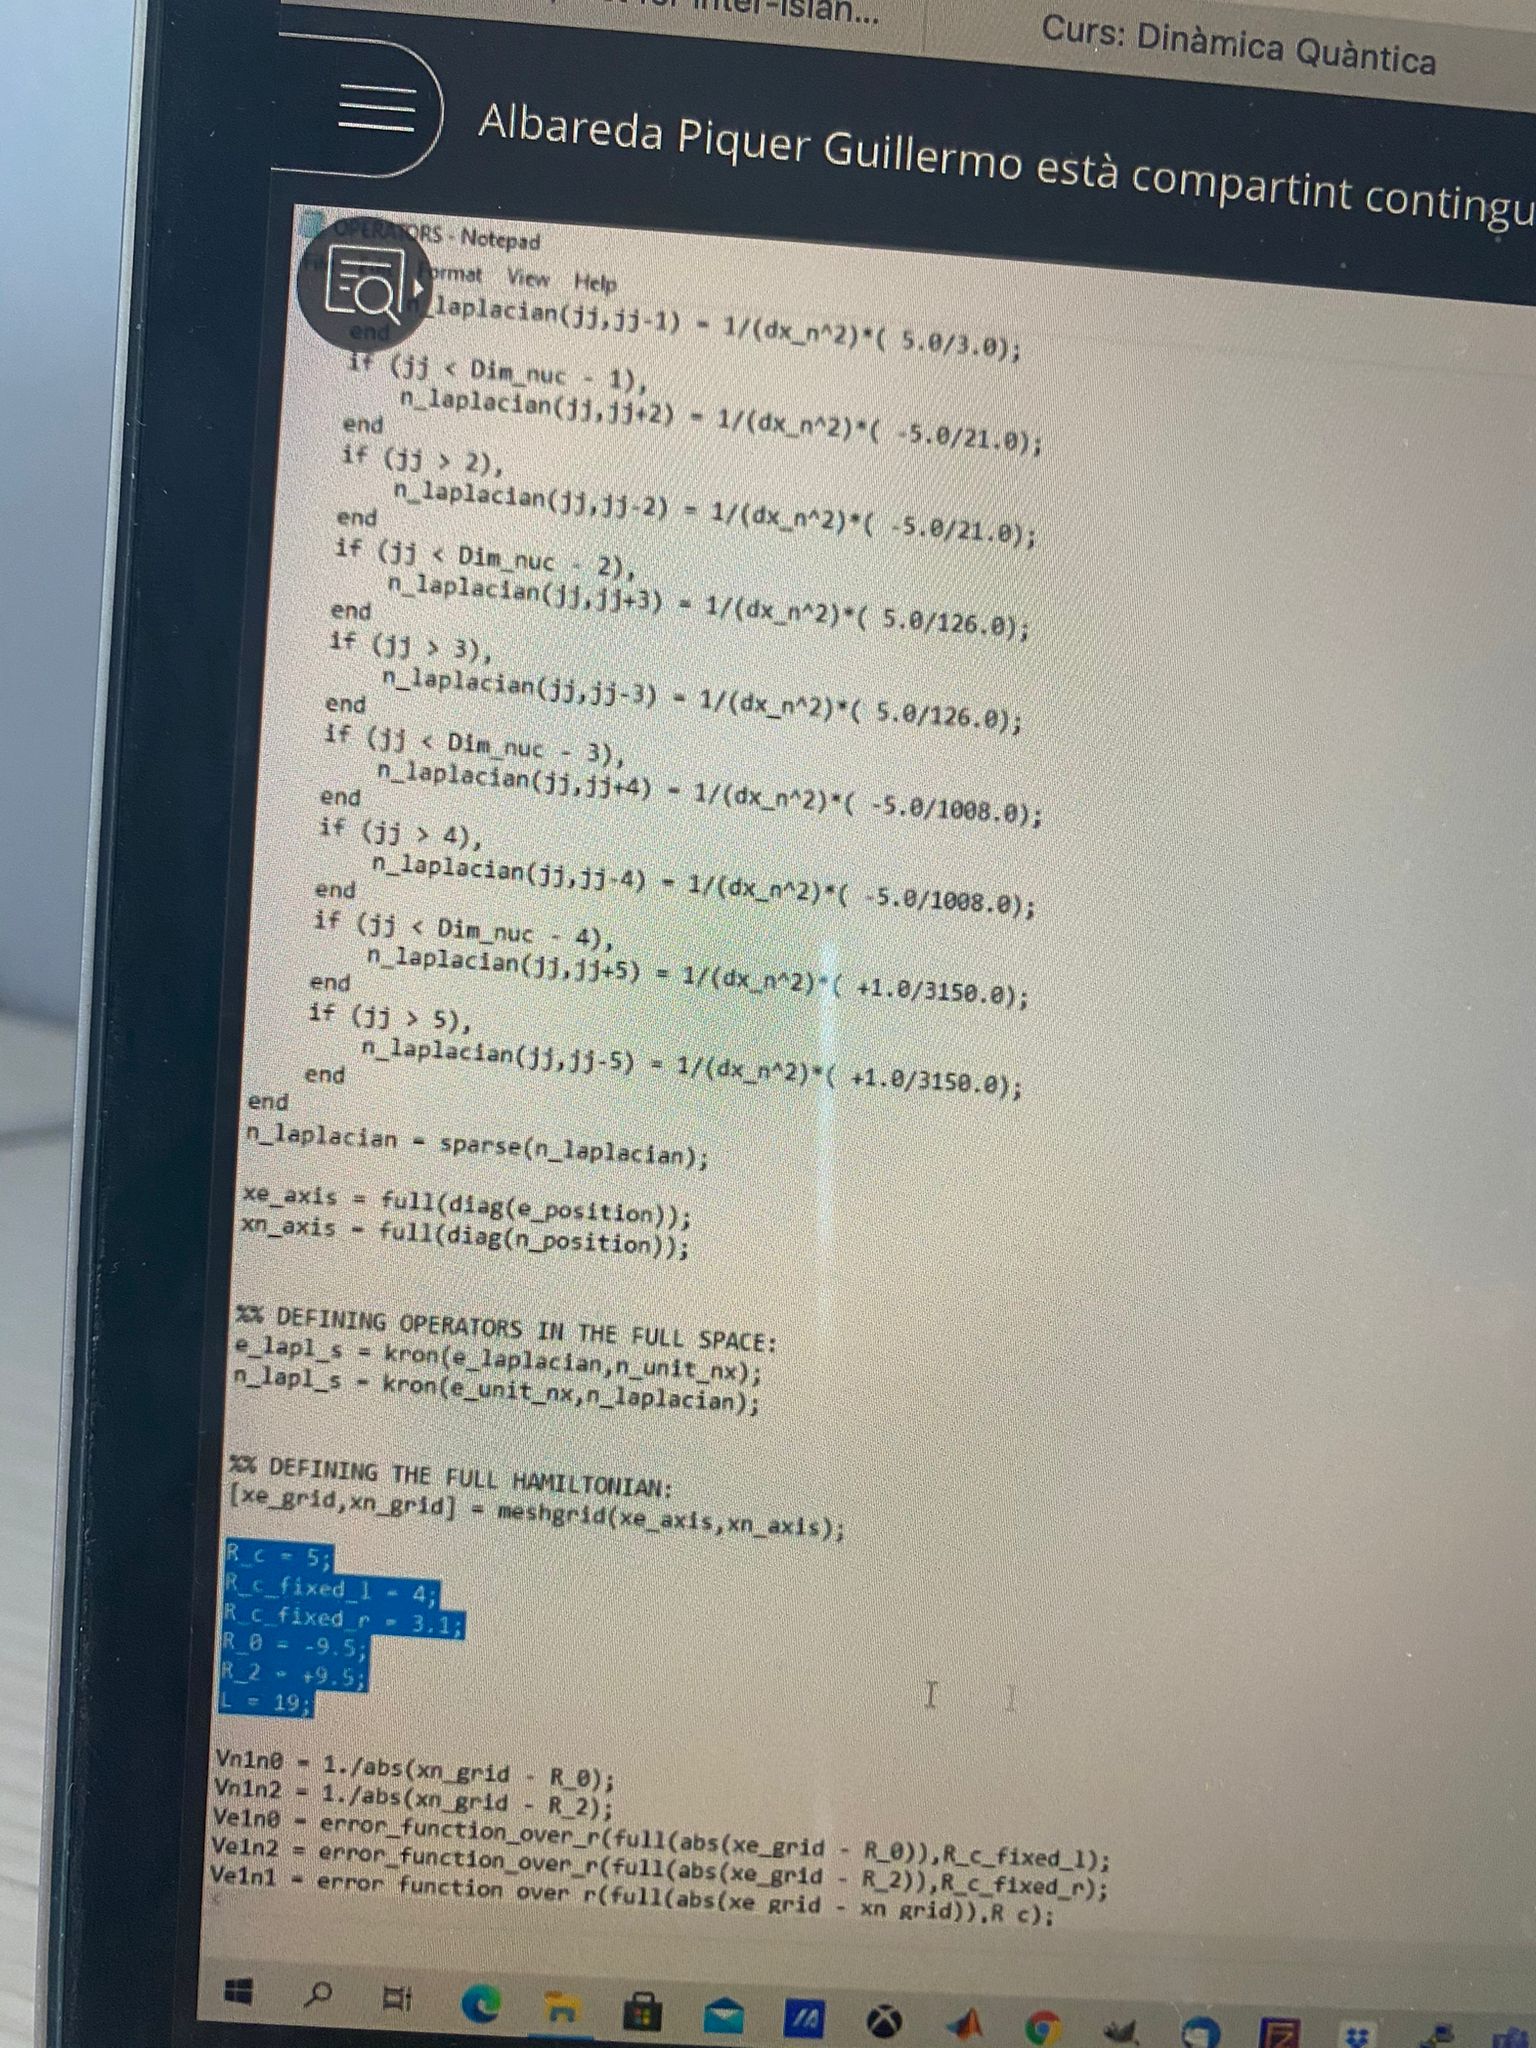 Curs: Dinàmica Quàntica
Albareda Piquer Guillermo està compartint contingu
OPERATORS - Notepad
Format View Help
n_laplacian(jj,jj-1) = 1/(dx_n^2)*( 5.0/3.0);
end
if (jj < Dim_nuc - 1),
n_laplacian(jj,jj+2) = 1/(dx_n^2)*( -5.0/21.0);
end
if (jj > 2),
n_laplacian(jj,jj-2) = 1/(dx_n^2)*( -5.0/21.0);
end
if (jj < Dim_nuc - 2),
n_laplacian(jj,jj+3) = 1/(dx_n^2)*( 5.0/126.0);
end
if (jj > 3),
n_laplacian(jj,jj-3) = 1/(dx_n^2)*( 5.0/126.0);
end
if (jj < Dim_nuc - 3),
n_laplacian(jj,jj+4) = 1/(dx_n^2)*( -5.0/1008.0);
end
if (jj > 4),
n_laplacian(jj,jj-4) = 1/(dx_n^2)*( -5.0/1008.0);
end
if (jj < Dim_nuc - 4),
n_laplacian(jj,jj+5) = 1/(dx_n^2)*( +1.0/3150.0);
end
if (jj > 5),
n_laplacian(jj,jj-5) = 1/(dx_n^2)*( +1.0/3150.0);
end
end
n_laplacian = sparse(n_laplacian);
xe_axis = full(diag(e_position));
xn_axis = full(diag(n_position));
%% DEFINING OPERATORS IN THE FULL SPACE:
e_lapl_s = kron(e_laplacian,n_unit_nx);
n_lapl_s = kron(e_unit_nx,n_laplacian);
%% DEFINING THE FULL HAMILTONIAN:
[xe_grid,xn_grid] = meshgrid(xe_axis,xn_axis);
R_c = 5;
R_c_fixed_l = 4;
R_c_fixed_r = 3.1;
R_0 = -9.5;
R_2 = +9.5;
L = 19;
Vn1n0 = 1./abs(xn_grid - R_0);
Vn1n2 = 1./abs(xn_grid - R_2);
Ve1n0 = error_function_over_r(full(abs(xe_grid - R_0)),R_c_fixed_l);
Ve1n2 = error_function_over_r(full(abs(xe_grid - R_2)),R_c_fixed_r);
Ve1n1 = error_function_over_r(full(abs(xe_grid - xn_grid)),R_c);